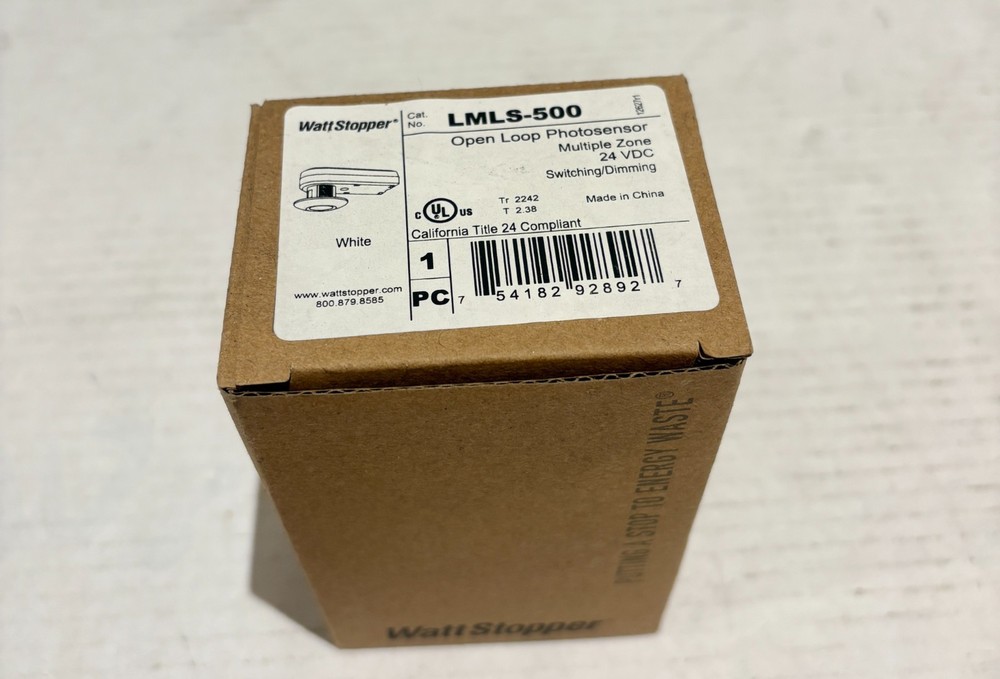 WattStopper®
Cat. No. LMLS-500
Open Loop Photosensor
Multiple Zone
24 VDC
Switching/Dimming
C UL US
Tr 2242
T 2.38
Made in China
California Title 24 Compliant
White
www.wattstopper.com
800.879.8585
1
PC
7 54182 92892 7
PUTTING A STOP TO ENERGY WASTE®
WattStopper